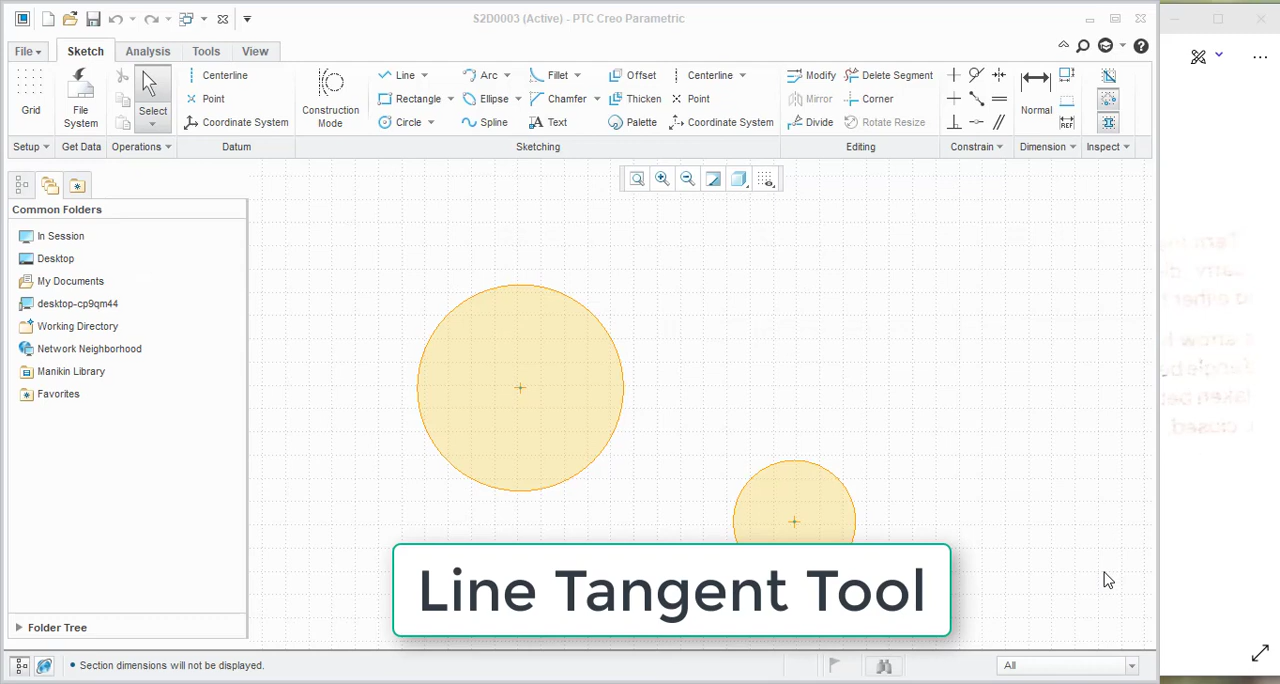 S2D0003 (Active) - PTC Creo Parametric
File
Sketch
Analysis
Tools
View
Grid
File System
Select
Centerline
Point
Coordinate System
Construction Mode
Line
Rectangle
Circle
Arc
Ellipse
Spline
Fillet
Chamfer
Text
Offset
Thicken
Palette
Centerline
Point
Coordinate System
Modify
Mirror
Divide
Delete Segment
Corner
Rotate Resize
Normal
REF
Setup
Get Data
Operations
Datum
Sketching
Editing
Constrain
Dimension
Inspect
Common Folders
In Session
Desktop
My Documents
desktop-cp9qm44
Working Directory
Network Neighborhood
Manikin Library
Favorites
Line Tangent Tool
Folder Tree
Section dimensions will not be displayed.
All